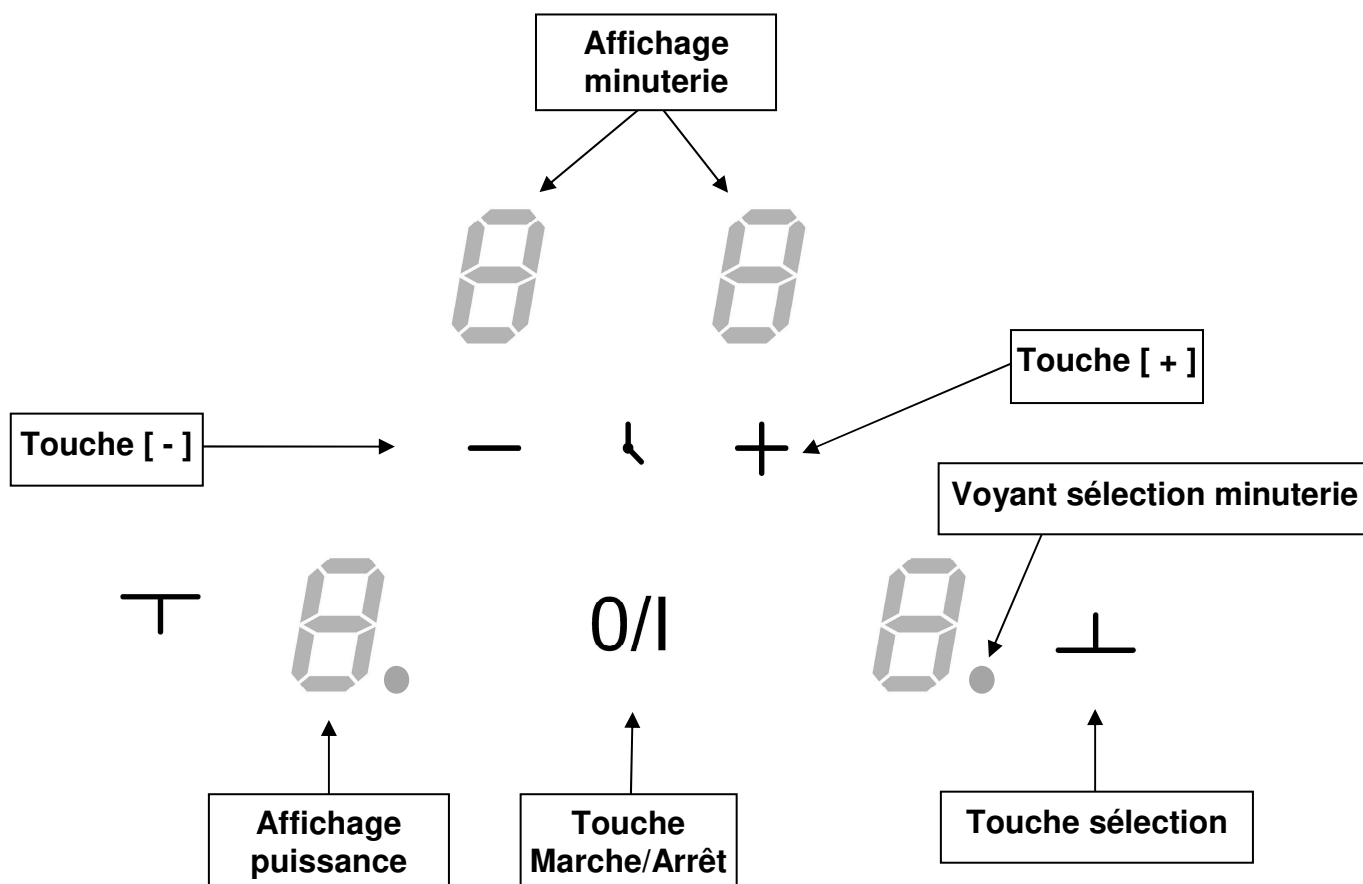 Affichage
minuterie
Touche [ + ]
Touche [ - ]
Voyant sélection minuterie
0/I
Affichage
puissance
Touche
Marche/Arrêt
Touche sélection